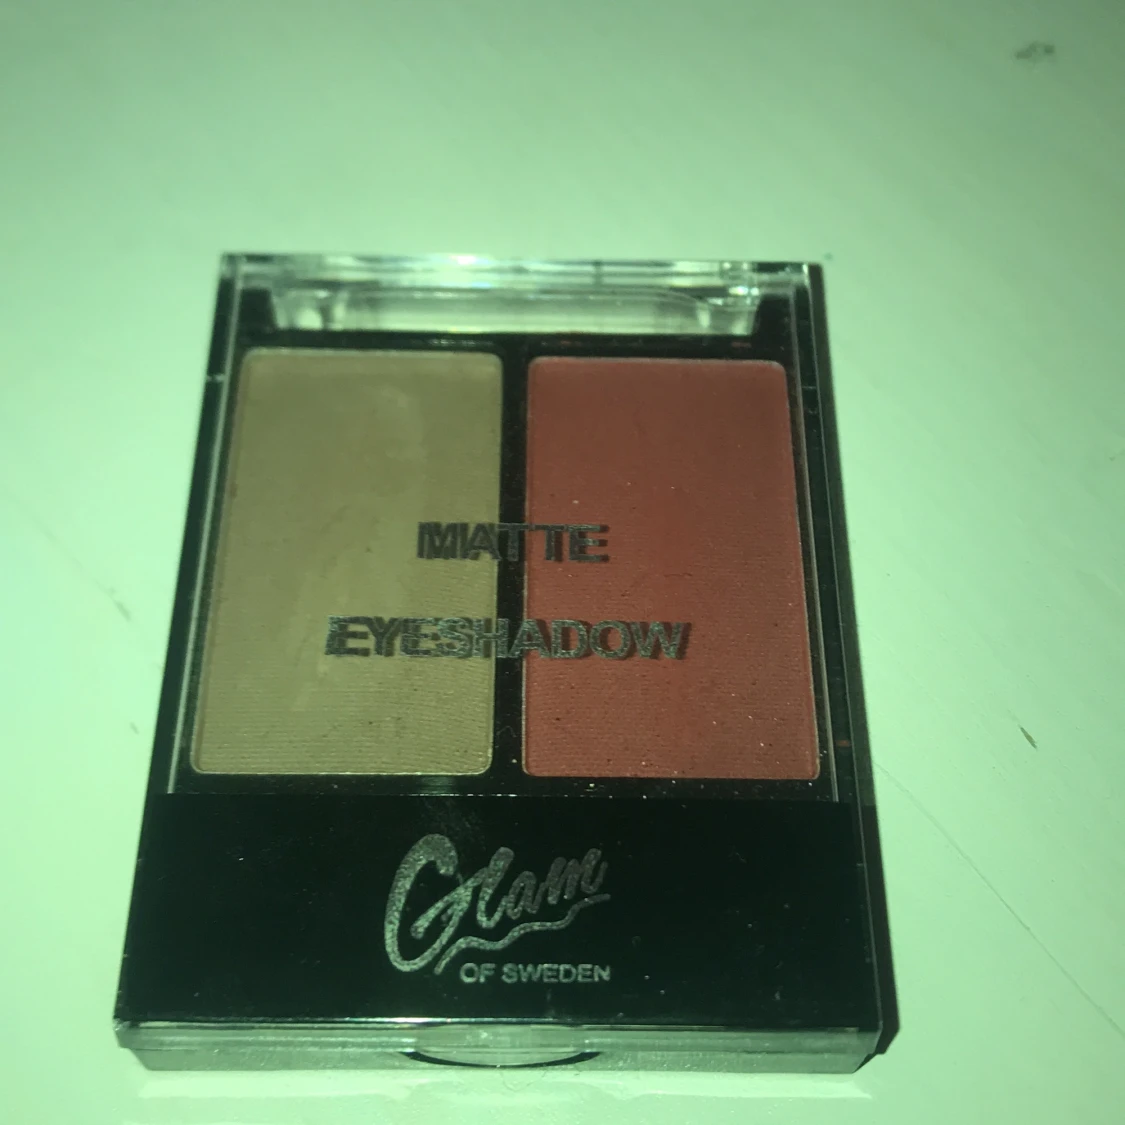 MATTE
EYESHADOW
Glam
OF SWEDEN